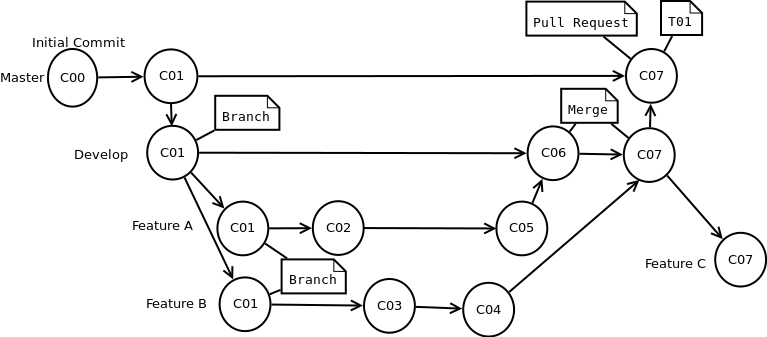 Pull Request
T01
Initial Commit
Master
C00
C01
C07
Branch
Merge
Develop
C01
C06
C07
Feature A
C01
C02
C05
Feature C
C07
Branch
Feature B
C01
C03
C04